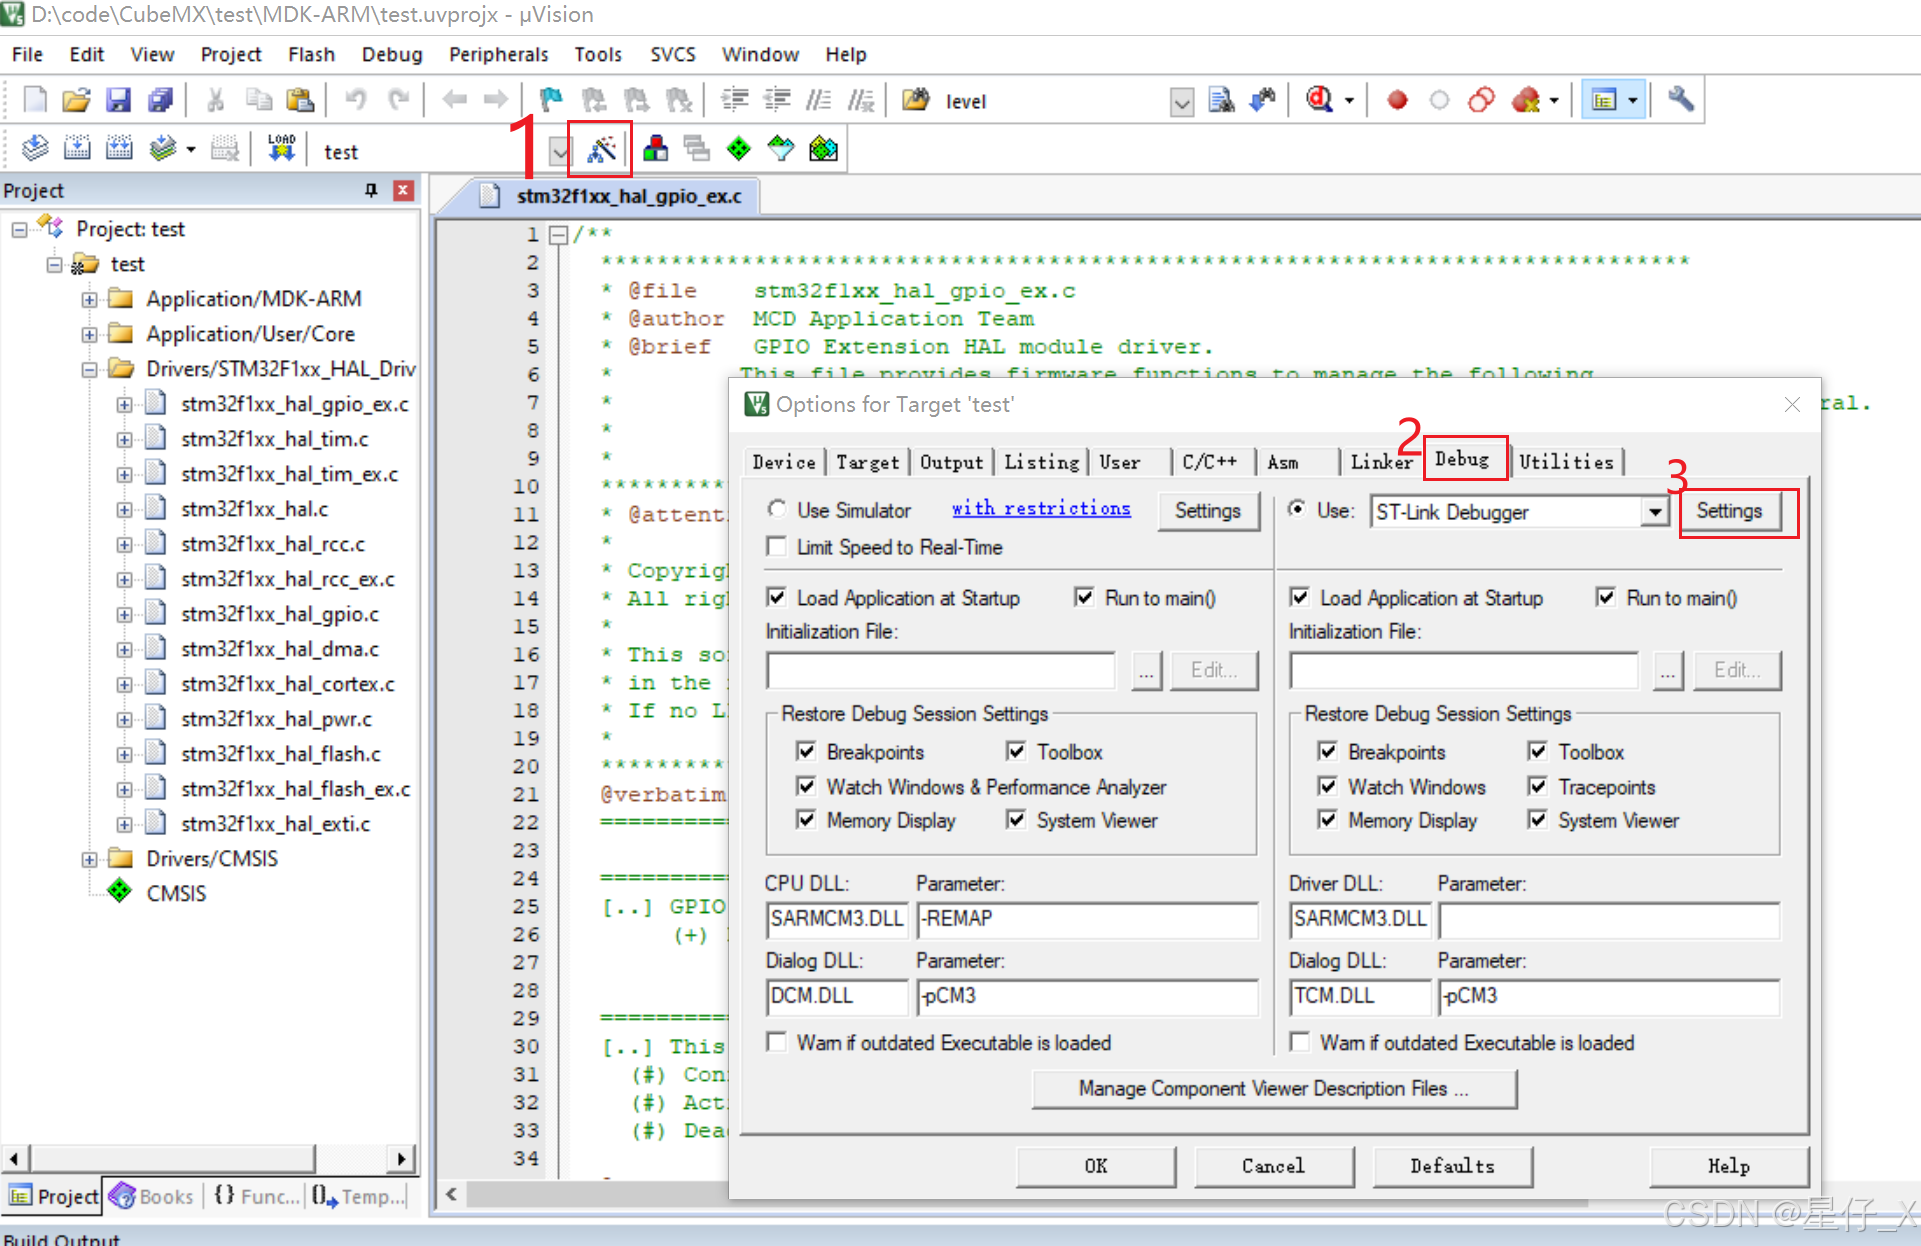 D:\code\CubeMX\test\MDK-ARM\test.uvprojx - µVision
File Edit View Project Flash Debug Peripherals Tools SVCS Window Help
level
LOAD test
1
Project
stm32f1xx_hal_gpio_ex.c
Project: test
test
Application/MDK-ARM
Application/User/Core
Drivers/STM32F1xx_HAL_Driv
stm32f1xx_hal_gpio_ex.c
stm32f1xx_hal_tim.c
stm32f1xx_hal_tim_ex.c
stm32f1xx_hal.c
stm32f1xx_hal_rcc.c
stm32f1xx_hal_rcc_ex.c
stm32f1xx_hal_gpio.c
stm32f1xx_hal_dma.c
stm32f1xx_hal_cortex.c
stm32f1xx_hal_pwr.c
stm32f1xx_hal_flash.c
stm32f1xx_hal_flash_ex.c
stm32f1xx_hal_exti.c
Drivers/CMSIS
CMSIS
Project Books {} Func... Temp...
Build Output
1 /**
2 ******************************************************************************
3 * @file stm32f1xx_hal_gpio_ex.c
4 * @author MCD Application Team
5 * @brief GPIO Extension HAL module driver.
6 * This file provides firmware functions to manage the following
7 * ral.
8 *
9 *
10 *********
11 * @attent
12 *
13 * Copyrig
14 * All rig
15 *
16 * This so
17 * in the
18 * If no L
19 *
20 *********
21 @verbatim
22 =========
23
24 =========
25 [..] GPIO
26 (+)
27
28
29 =========
30 [..] This
31 (#) Con
32 (#) Act
33 (#) Dea
34
Options for Target 'test'
2
3
Device Target Output Listing User C/C++ Asm Linker Debug Utilities
Use Simulator with restrictions Settings Use: ST-Link Debugger Settings
Limit Speed to Real-Time
Load Application at Startup Run to main() Load Application at Startup Run to main()
Initialization File: Initialization File:
... Edit... ... Edit...
Restore Debug Session Settings Restore Debug Session Settings
Breakpoints Toolbox Breakpoints Toolbox
Watch Windows & Performance Analyzer Watch Windows Tracepoints
Memory Display System Viewer Memory Display System Viewer
CPU DLL: Parameter: Driver DLL: Parameter:
SARMCM3.DLL -REMAP SARMCM3.DLL
Dialog DLL: Parameter: Dialog DLL: Parameter:
DCM.DLL -pCM3 TCM.DLL -pCM3
Warn if outdated Executable is loaded Warn if outdated Executable is loaded
Manage Component Viewer Description Files ...
OK Cancel Defaults Help
CSDN @星仔_X